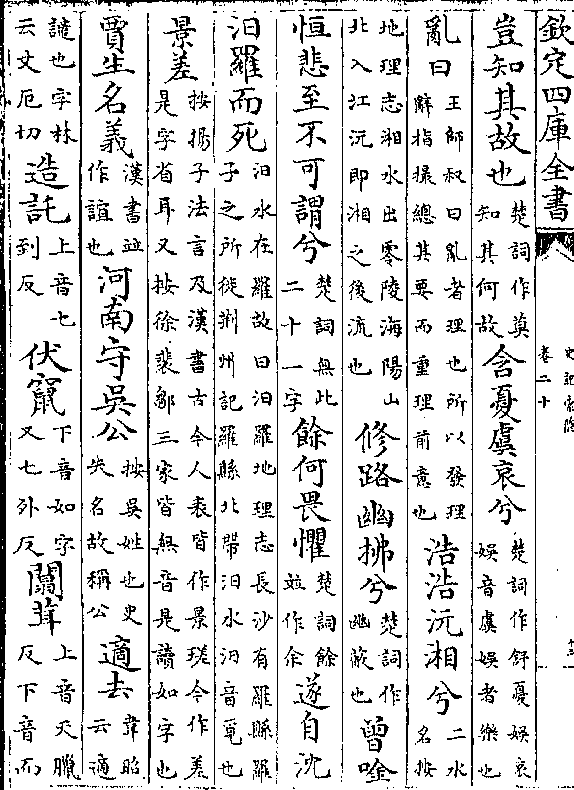 欽定四庫全書
史記索隱
卷二十
十三
豈知其故也楚詞作莫知其何故含憂虞哀兮楚詞作舒憂娛哀娛音虞娛者樂也
亂曰王師叔曰亂者理也所以發理辭指撮總其要而重理前意也浩浩沅湘兮二水名按
地理志湘水出零陵海陽山北入江沅即湘之後流也修路幽拂兮楚詞作幽蔽也曾唫
恒悲至不可謂兮楚詞無此二十一字餘何畏懼楚詞餘並作余遂自沈
汨羅而死汨水在羅故曰汨羅地理志長沙有羅縣羅子之所徙荆州記羅縣北帶汨水汨音覓也
景差按揚子法言及漢書古今人表皆作景瑳今作差是字省耳又按徐裴鄒三家皆無音是讀如字也
賈生名義漢書並作誼也河南守吳公按吳姓也史失名故稱公適去韋昭云適
譴也字林云丈厄切造託上音七到反伏竄下音如字又七外反闒茸上音天臘反下音而